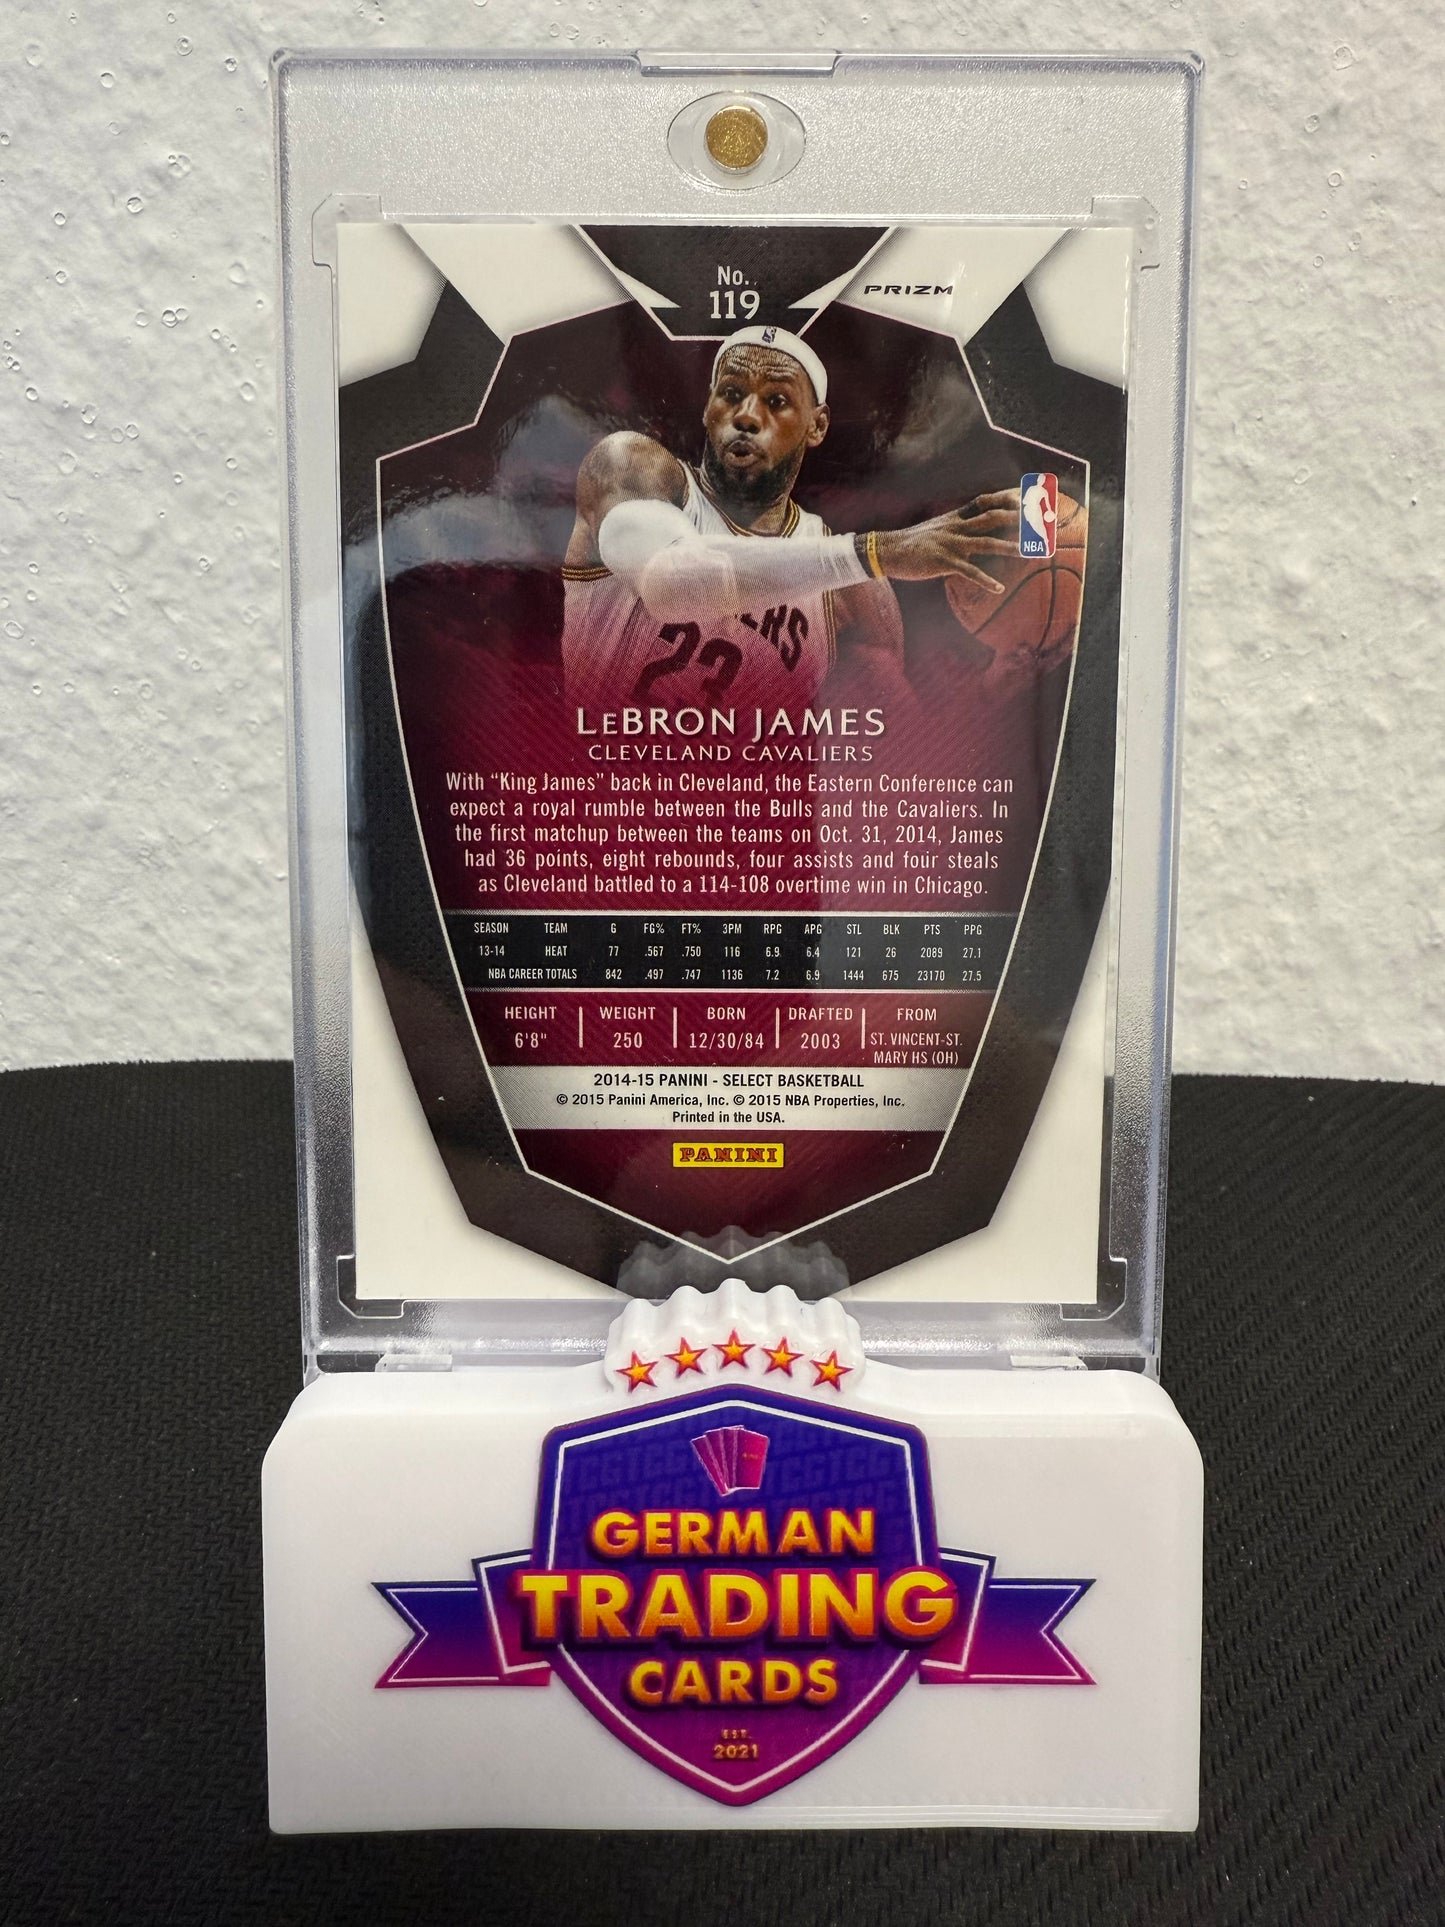 No.
119
PRIZM
NBA
ERS
23
LeBRON JAMES
CLEVELAND CAVALIERS
With “King James” back in Cleveland, the Eastern Conference can
expect a royal rumble between the Bulls and the Cavaliers. In
the first matchup between the teams on Oct. 31, 2014, James
had 36 points, eight rebounds, four assists and four steals
as Cleveland battled to a 114-108 overtime win in Chicago.
SEASON TEAM G FG% FT% 3PM RPG APG STL BLK PTS PPG
13-14 HEAT 77 .567 .750 116 6.9 6.4 121 26 2089 27.1
NBA CAREER TOTALS 842 .497 .747 1136 7.2 6.9 1444 675 23170 27.5
HEIGHT WEIGHT BORN DRAFTED FROM
6'8" 250 12/30/84 2003 ST. VINCENT-ST.
MARY HS (OH)
2014-15 PANINI - SELECT BASKETBALL
© 2015 Panini America, Inc. © 2015 NBA Properties, Inc.
Printed in the USA.
PANINI
GERMAN
TRADING
CARDS
EST.
2021